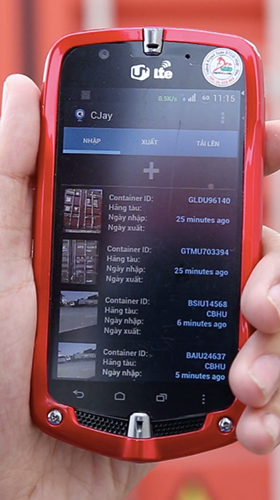 LTE
0.5K/s
11:15
CJay
NHẬP XUẤT TẢI LÊN
Container ID: GLDU96140
Hãng tàu:
Ngày nhập: 25 minutes ago
Ngày xuất:
Container ID: GTMU703394
Hãng tàu:
Ngày nhập: 25 minutes ago
Ngày xuất:
Container ID: BSIU14568
Hãng tàu: CBHU
Ngày nhập: 6 minutes ago
Ngày xuất:
Container ID: BAIU24637
Hãng tàu: CBHU
Ngày nhập: 5 minutes ago